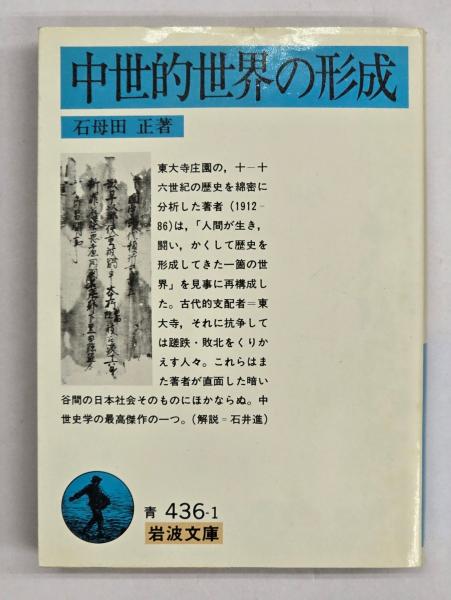 中世的世界の形成
石母田 正著
東大寺庄園の，十一十
六世紀の歴史を綿密に
分析した著者（1912-
86）は，「人間が生き，
闘い，かくして歴史を
形成してきた一箇の世
界」を見事に再構成し
た。古代的支配者＝東
大寺，それに抗争して
は蹉跌・敗北をくりか
えす人々。これらはま
た著者が直面した暗い
谷間の日本社会そのものにほかならぬ。中
世史学の最高傑作の一つ。（解説＝石井進）
青 436-1
岩波文庫